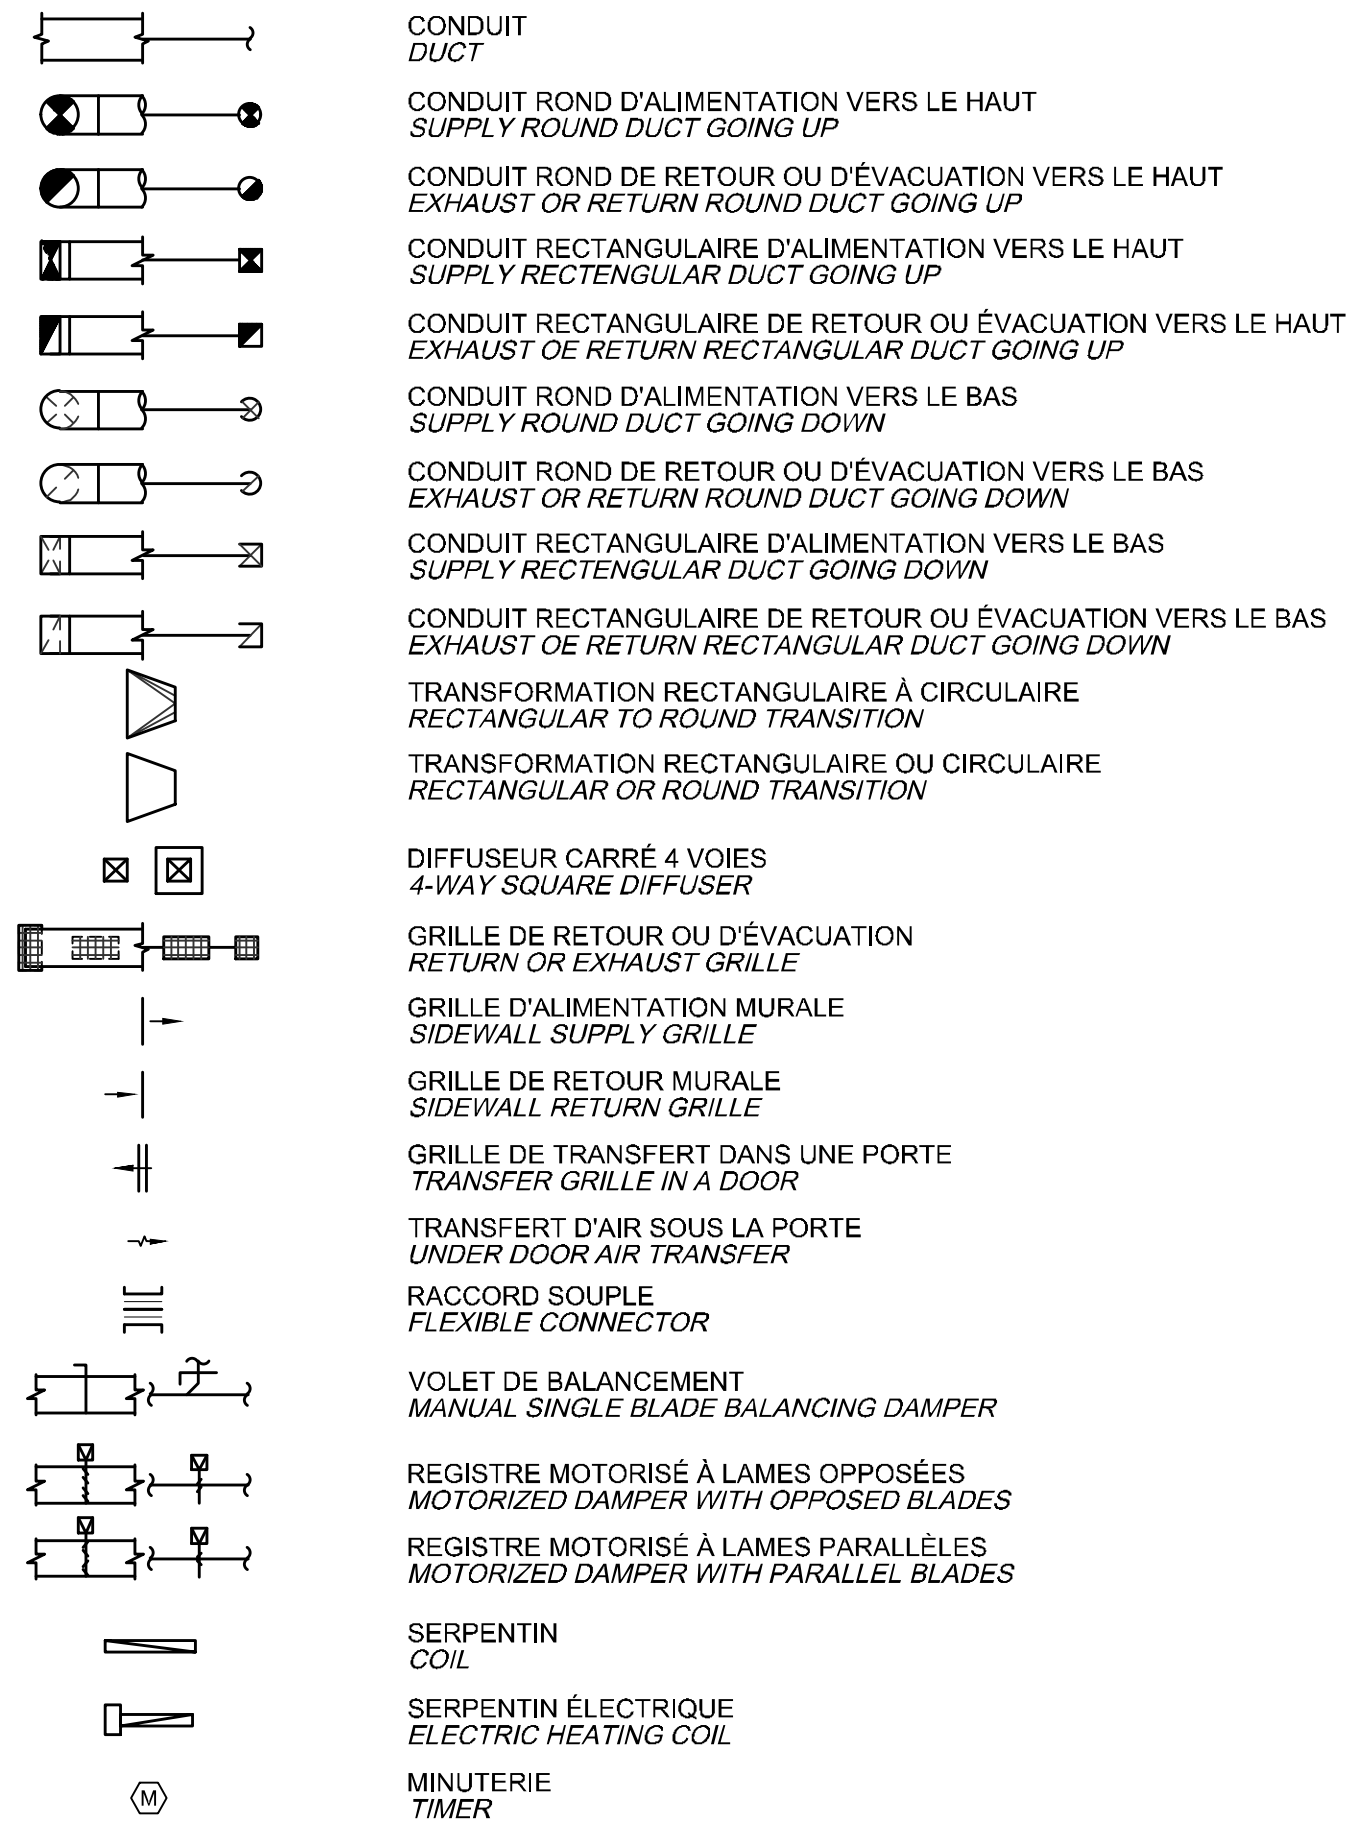 CONDUIT
DUCT
CONDUIT ROND D'ALIMENTATION VERS LE HAUT
SUPPLY ROUND DUCT GOING UP
CONDUIT ROND DE RETOUR OU D'ÉVACUATION VERS LE HAUT
EXHAUST OR RETURN ROUND DUCT GOING UP
CONDUIT RECTANGULAIRE D'ALIMENTATION VERS LE HAUT
SUPPLY RECTENGULAR DUCT GOING UP
CONDUIT RECTANGULAIRE DE RETOUR OU ÉVACUATION VERS LE HAUT
EXHAUST OE RETURN RECTANGULAR DUCT GOING UP
CONDUIT ROND D'ALIMENTATION VERS LE BAS
SUPPLY ROUND DUCT GOING DOWN
CONDUIT ROND DE RETOUR OU D'ÉVACUATION VERS LE BAS
EXHAUST OR RETURN ROUND DUCT GOING DOWN
CONDUIT RECTANGULAIRE D'ALIMENTATION VERS LE BAS
SUPPLY RECTENGULAR DUCT GOING DOWN
CONDUIT RECTANGULAIRE DE RETOUR OU ÉVACUATION VERS LE BAS
EXHAUST OE RETURN RECTANGULAR DUCT GOING DOWN
TRANSFORMATION RECTANGULAIRE À CIRCULAIRE
RECTANGULAR TO ROUND TRANSITION
TRANSFORMATION RECTANGULAIRE OU CIRCULAIRE
RECTANGULAR OR ROUND TRANSITION
DIFFUSEUR CARRÉ 4 VOIES
4-WAY SQUARE DIFFUSER
GRILLE DE RETOUR OU D'ÉVACUATION
RETURN OR EXHAUST GRILLE
GRILLE D'ALIMENTATION MURALE
SIDEWALL SUPPLY GRILLE
GRILLE DE RETOUR MURALE
SIDEWALL RETURN GRILLE
GRILLE DE TRANSFERT DANS UNE PORTE
TRANSFER GRILLE IN A DOOR
TRANSFERT D'AIR SOUS LA PORTE
UNDER DOOR AIR TRANSFER
RACCORD SOUPLE
FLEXIBLE CONNECTOR
VOLET DE BALANCEMENT
MANUAL SINGLE BLADE BALANCING DAMPER
REGISTRE MOTORISÉ À LAMES OPPOSÉES
MOTORIZED DAMPER WITH OPPOSED BLADES
REGISTRE MOTORISÉ À LAMES PARALLÈLES
MOTORIZED DAMPER WITH PARALLEL BLADES
SERPENTIN
COIL
SERPENTIN ÉLECTRIQUE
ELECTRIC HEATING COIL
M MINUTERIE
TIMER